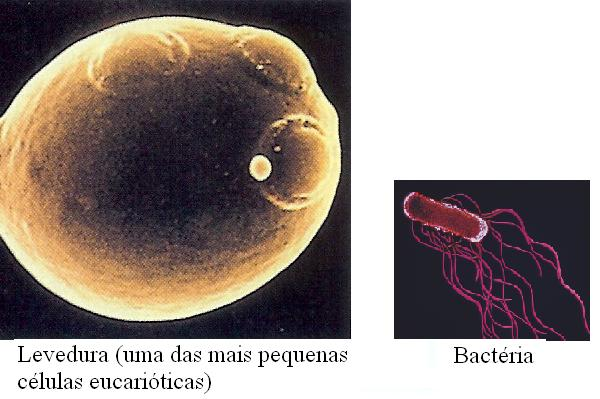 Levedura (uma das mais pequenas
células eucarióticas)
Bactéria